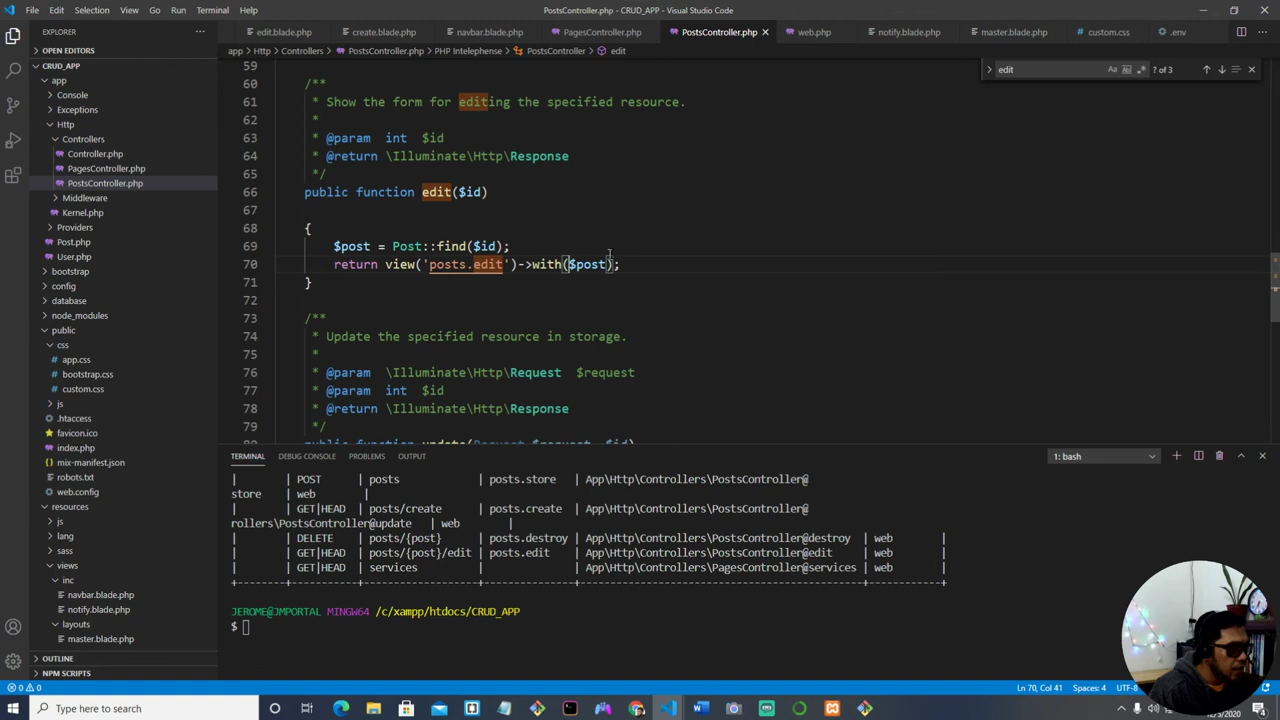 File Edit Selection View Go Run Terminal Help PostsController.php - CRUD_APP - Visual Studio Code
EXPLORER
edit.blade.php create.blade.php navbar.blade.php PagesController.php PostsController.php web.php notify.blade.php master.blade.php custom.css .env
app > Http > Controllers > PostsController.php > PHP Intelephense > PostsController > edit
edit Aa ? of 3
OPEN EDITORS
CRUD_APP
app
Console
Exceptions
Http
Controllers
Controller.php
PagesController.php
PostsController.php
Middleware
Kernel.php
Providers
Post.php
User.php
bootstrap
config
database
node_modules
public
css
app.css
bootstrap.css
custom.css
js
.htaccess
favicon.ico
index.php
mix-manifest.json
robots.txt
web.config
resources
js
lang
sass
views
inc
navbar.blade.php
notify.blade.php
layouts
master.blade.php
OUTLINE
NPM SCRIPTS
59
60 /**
61 * Show the form for editing the specified resource.
62 *
63 * @param int $id
64 * @return \Illuminate\Http\Response
65 */
66 public function edit($id)
67
68 {
69 $post = Post::find($id);
70 return view('posts.edit')->with($post);
71 }
72
73 /**
74 * Update the specified resource in storage.
75 *
76 * @param \Illuminate\Http\Request $request
77 * @param int $id
78 * @return \Illuminate\Http\Response
79 */
80 public function update(Request $request, $id)
TERMINAL DEBUG CONSOLE PROBLEMS OUTPUT 1: bash
| | POST | posts | posts.store | App\Http\Controllers\PostsController@
store | web |
| | GET|HEAD | posts/create | posts.create | App\Http\Controllers\PostsController@
rollers\PostsController@update | web |
| | DELETE | posts/{post} | posts.destroy | App\Http\Controllers\PostsController@destroy | web |
| | GET|HEAD | posts/{post}/edit | posts.edit | App\Http\Controllers\PostsController@edit | web |
| | GET|HEAD | services | | App\Http\Controllers\PagesController@services | web |
+--------+----------+-------------------+---------------+-----------------------------------------------+------------+
JEROME@JMPORTAL MINGW64 /c/xampp/htdocs/CRUD_APP
$
0 0 Ln 70, Col 41 Spaces: 4 UTF-8
Type here to search